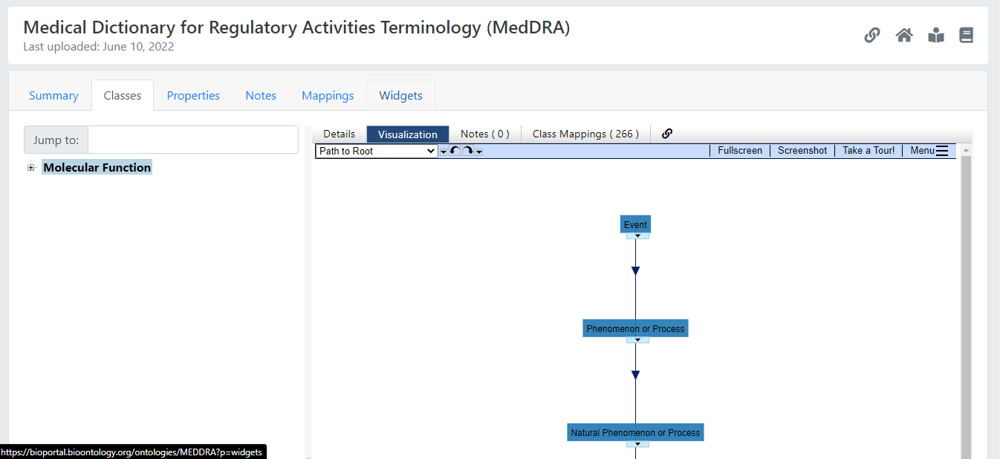 Medical Dictionary for Regulatory Activities Terminology (MedDRA)
Last uploaded: June 10, 2022
Summary Classes Properties Notes Mappings Widgets
Jump to:
Molecular Function
Details Visualization Notes ( 0 ) Class Mappings ( 266 )
Path to Root Fullscreen Screenshot Take a Tour! Menu
Event
Phenomenon or Process
Natural Phenomenon or Process
https://bioportal.bioontology.org/ontologies/MEDDRA?p=widgets